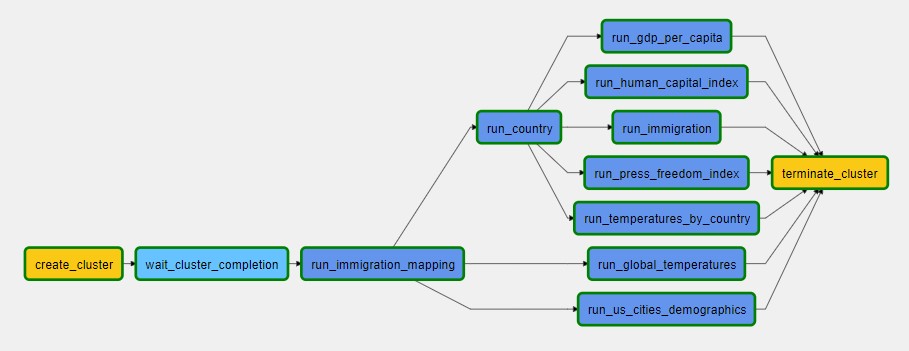 run_gdp_per_capita
run_human_capital_index
run_country
run_immigration
run_press_freedom_index
terminate_cluster
run_temperatures_by_country
create_cluster
wait_cluster_completion
run_immigration_mapping
run_global_temperatures
run_us_cities_demographics